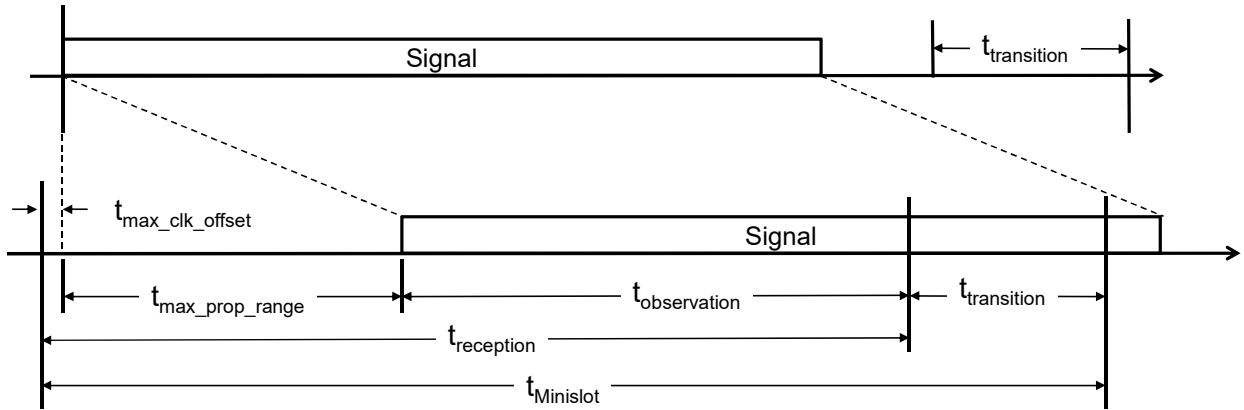 Signal
t_transition
t_max_clk_offset
Signal
t_max_prop_range
t_observation
t_transition
t_reception
t_Minislot